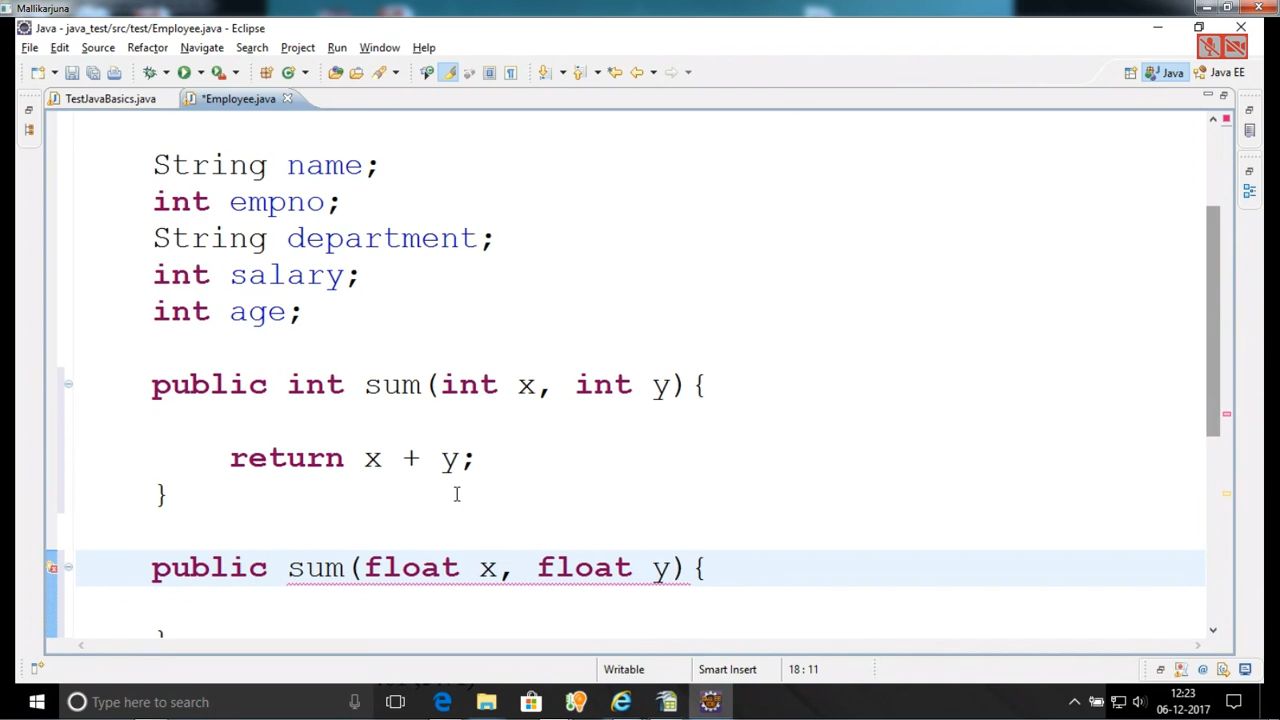 Mallikarjuna
Java - java_test/src/test/Employee.java - Eclipse
File Edit Source Refactor Navigate Search Project Run Window Help
Java Java EE
TestJavaBasics.java *Employee.java
String name;
int empno;
String department;
int salary;
int age;
public int sum(int x, int y){
return x + y;
}
public sum(float x, float y){
}
Writable Smart Insert 18 : 11
Type here to search
12:23
06-12-2017